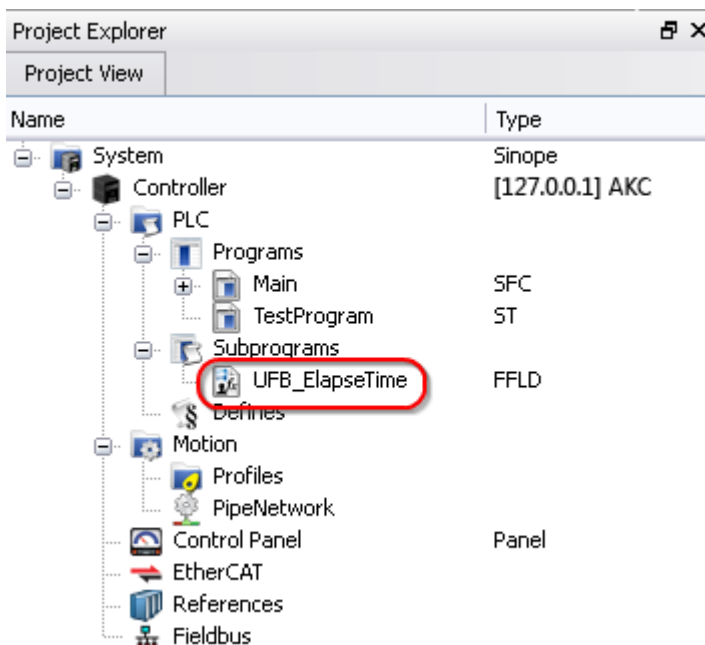 Project Explorer
Project View
Name Type
System Sinope
Controller [127.0.0.1] AKC
PLC
Programs
Main SFC
TestProgram ST
Subprograms
UFB_ElapseTime FFLD
Defines
Motion
Profiles
PipeNetwork
Control Panel Panel
EtherCAT
References
Fieldbus